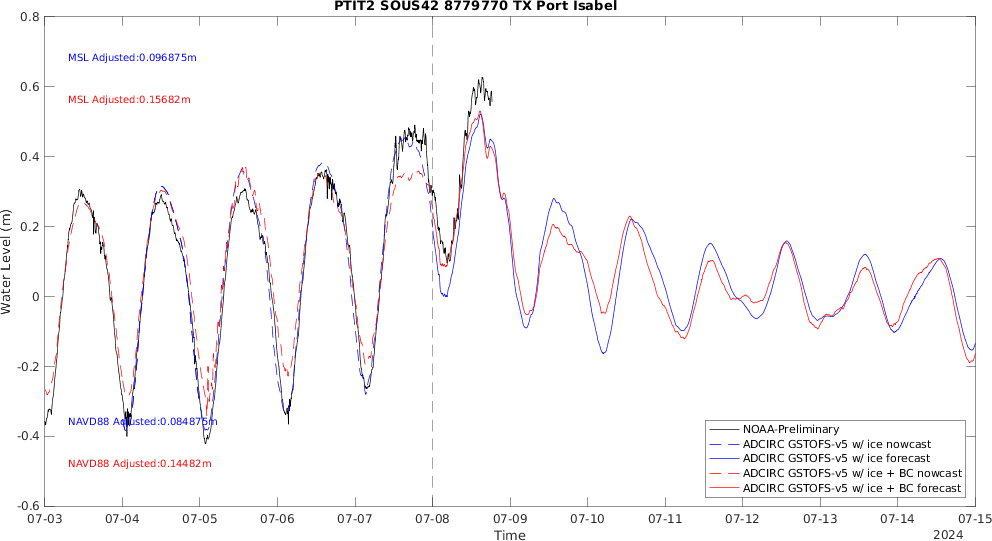 PTIT2 SOUS42 8779770 TX Port Isabel
0.8
0.6
0.4
0.2
0
-0.2
-0.4
-0.6
Water Level (m)
MSL Adjusted:0.096875m
MSL Adjusted:0.15682m
NAVD88 Adjusted:0.084875m
NAVD88 Adjusted:0.14482m
NOAA-Preliminary
ADCIRC GSTOFS-v5 w/ ice nowcast
ADCIRC GSTOFS-v5 w/ ice forecast
ADCIRC GSTOFS-v5 w/ ice + BC nowcast
ADCIRC GSTOFS-v5 w/ ice + BC forecast
07-03 07-04 07-05 07-06 07-07 07-08 07-09 07-10 07-11 07-12 07-13 07-14 07-15
Time
2024